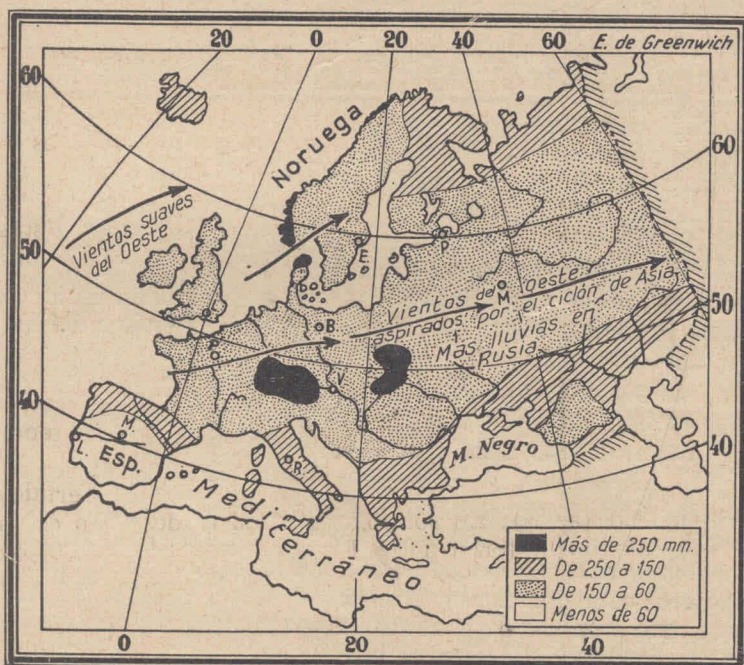 20 0 20 40 60 E. de Greenwich
60
50
40
60
50
40
Noruega
Vientos suaves
del Oeste
E
P
B
M
V
Vientos del Oeste
aspirados por el ciclón de Asia
Más lluvias en
Rusia
M.
L. Esp.
R
M. Negro
Mediterráneo
Más de 250 mm.
De 250 a 150
De 150 a 60
Menos de 60
0 20 40